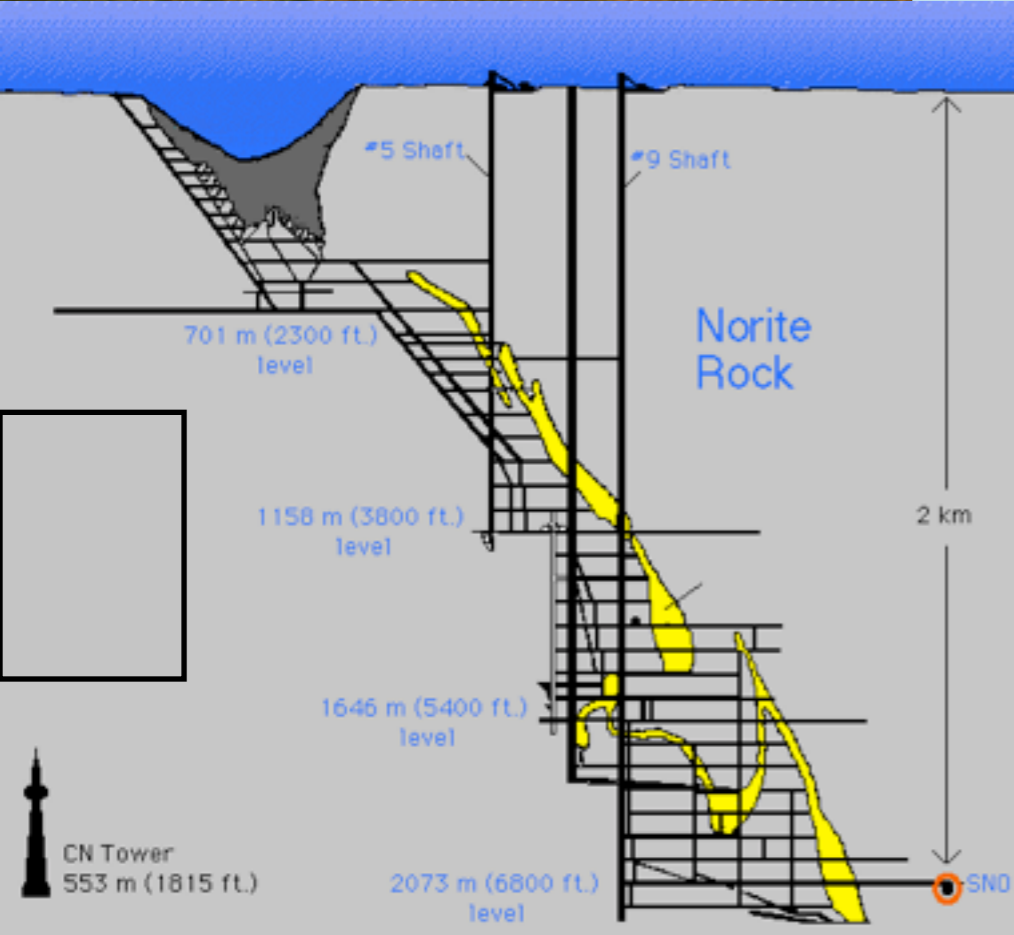 #5 Shaft
#9 Shaft
Norite
Rock
701 m (2300 ft.)
level
1158 m (3800 ft.)
level
2 km
1646 m (5400 ft.)
level
CN Tower
553 m (1815 ft.)
2073 m (6800 ft.)
level
SNO